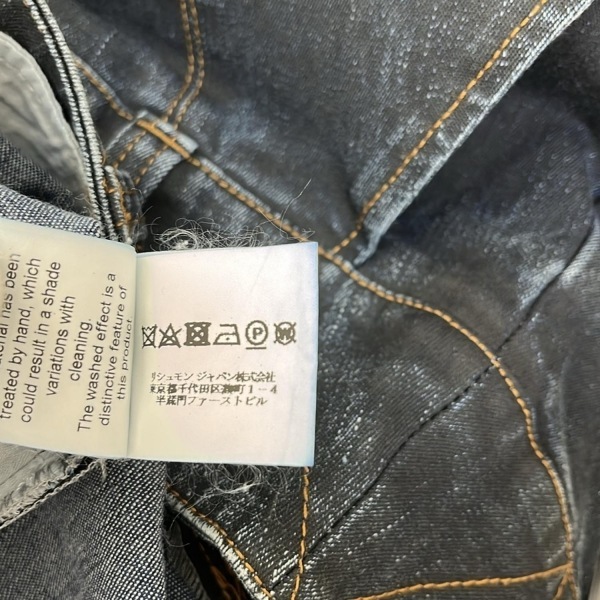 has been
treated by hand, which
could result in a shade
variations with
cleaning.
The washed effect is a
distinctive feature of
this product.
P
W
リシュモン ジャパン株式会社
東京都千代田区麹町1-4
半蔵門ファーストビル